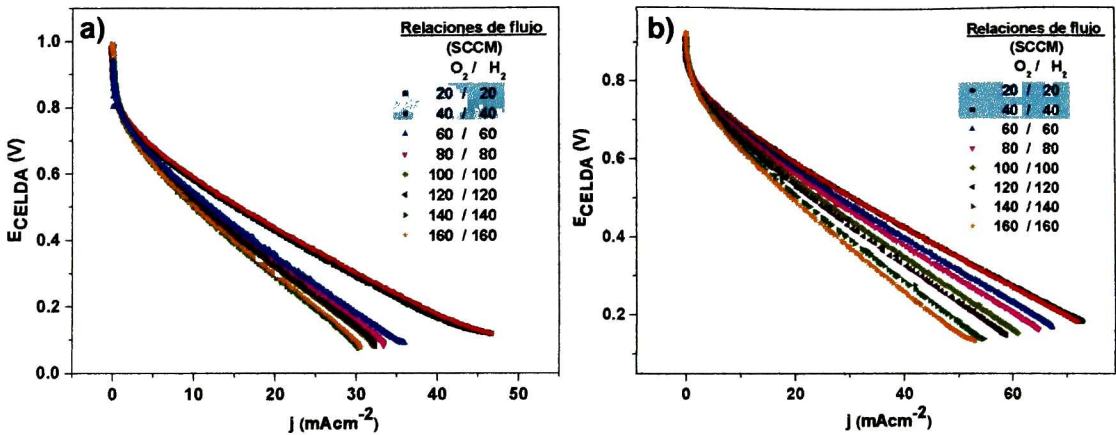 a)
Relaciones de flujo
(SCCM)
O2 / H2
20 / 20
40 / 40
60 / 60
80 / 80
100 / 100
120 / 120
140 / 140
160 / 160
1.0
0.8
0.6
0.4
0.2
0.0
ECELDA (V)
0 10 20 30 40 50
j (mAcm-2)
b)
Relaciones de flujo
(SCCM)
O2 / H2
20 / 20
40 / 40
60 / 60
80 / 80
100 / 100
120 / 120
140 / 140
160 / 160
0.8
0.6
0.4
0.2
ECELDA (V)
0 20 40 60
j (mAcm-2)